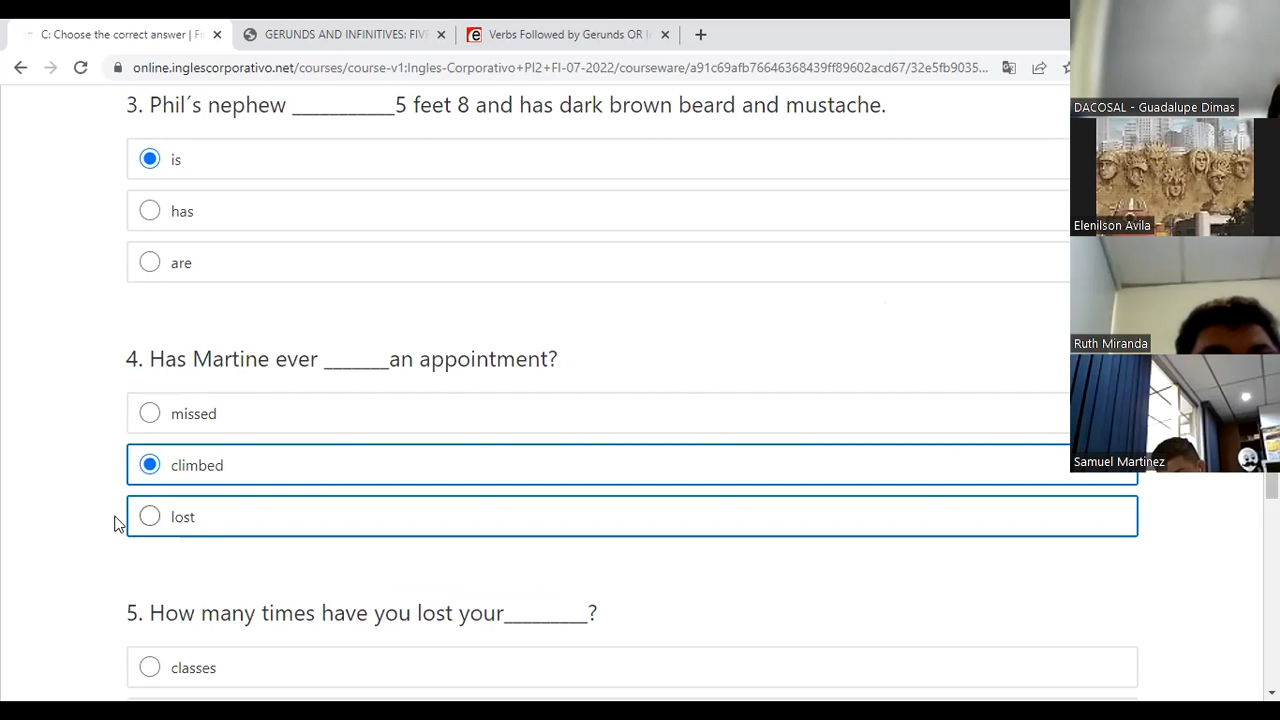 C: Choose the correct answer | F
GERUNDS AND INFINITIVES: FIV
Verbs Followed by Gerunds OR I
online.inglescorporativo.net/courses/course-v1:Ingles-Corporativo+PI2+FI-07-2022/courseware/a91c69afb76646368439ff89602acd67/32e5fb9035...
3. Phil´s nephew ___________5 feet 8 and has dark brown beard and mustache.
is
has
are
4. Has Martine ever _______an appointment?
missed
climbed
lost
5. How many times have you lost your_________?
classes
DACOSAL - Guadalupe Dimas
Elenilson Avila
Ruth Miranda
Samuel Martinez